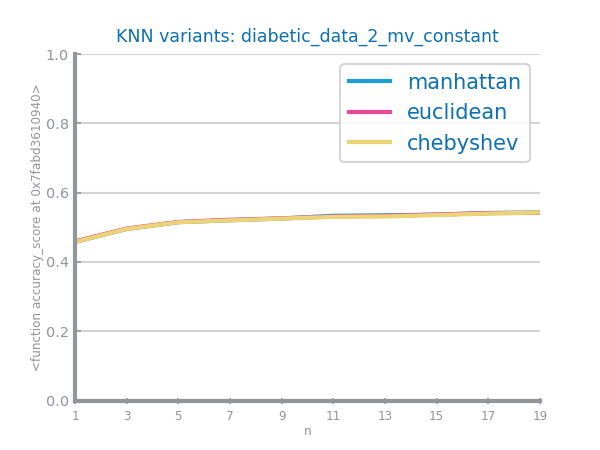 KNN variants: diabetic_data_2_mv_constant
<function accuracy_score at 0x7fabd3610940>
1.0
0.8
0.6
0.4
0.2
0.0
manhattan
euclidean
chebyshev
1 3 5 7 9 11 13 15 17 19
n